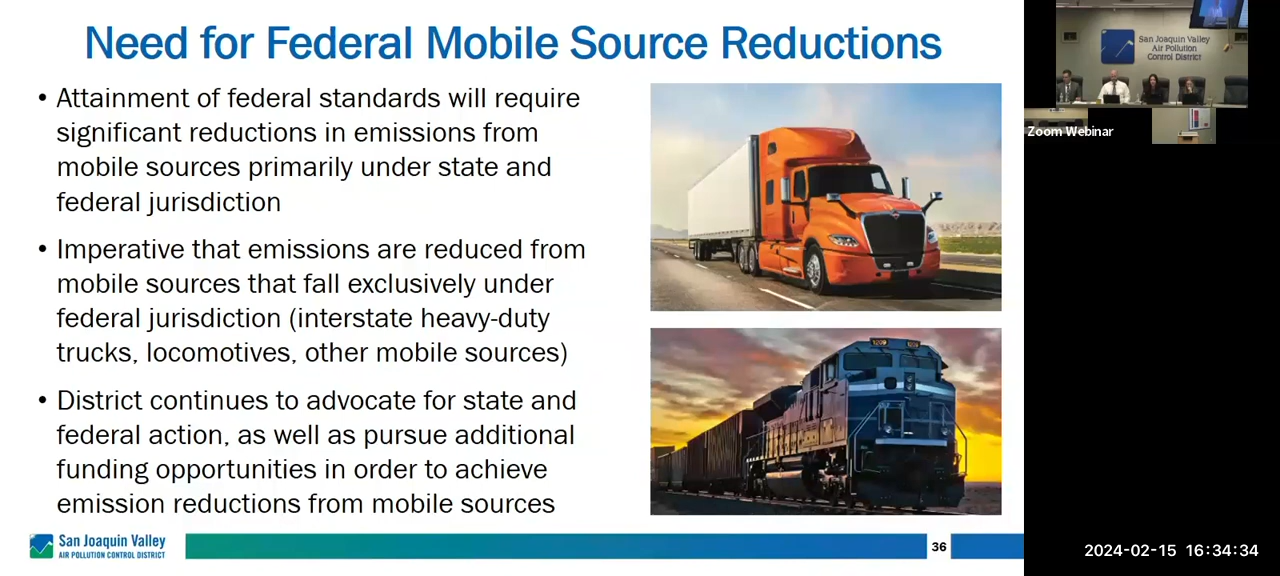 Need for Federal Mobile Source Reductions
• Attainment of federal standards will require
significant reductions in emissions from
mobile sources primarily under state and
federal jurisdiction
• Imperative that emissions are reduced from
mobile sources that fall exclusively under
federal jurisdiction (interstate heavy-duty
trucks, locomotives, other mobile sources)
• District continues to advocate for state and
federal action, as well as pursue additional
funding opportunities in order to achieve
emission reductions from mobile sources
San Joaquin Valley
AIR POLLUTION CONTROL DISTRICT
36
San Joaquin Valley
Air Pollution
Control District
Zoom Webinar
2024-02-15 16:34:34